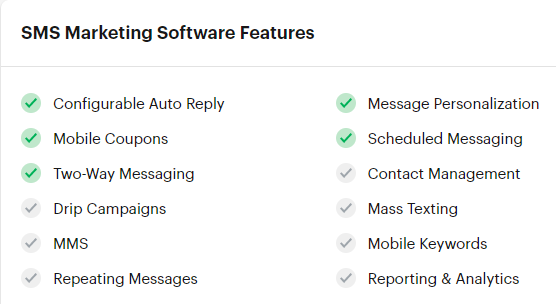 SMS Marketing Software Features
Configurable Auto Reply
Message Personalization
Mobile Coupons
Scheduled Messaging
Two-Way Messaging
Contact Management
Drip Campaigns
Mass Texting
MMS
Mobile Keywords
Repeating Messages
Reporting & Analytics